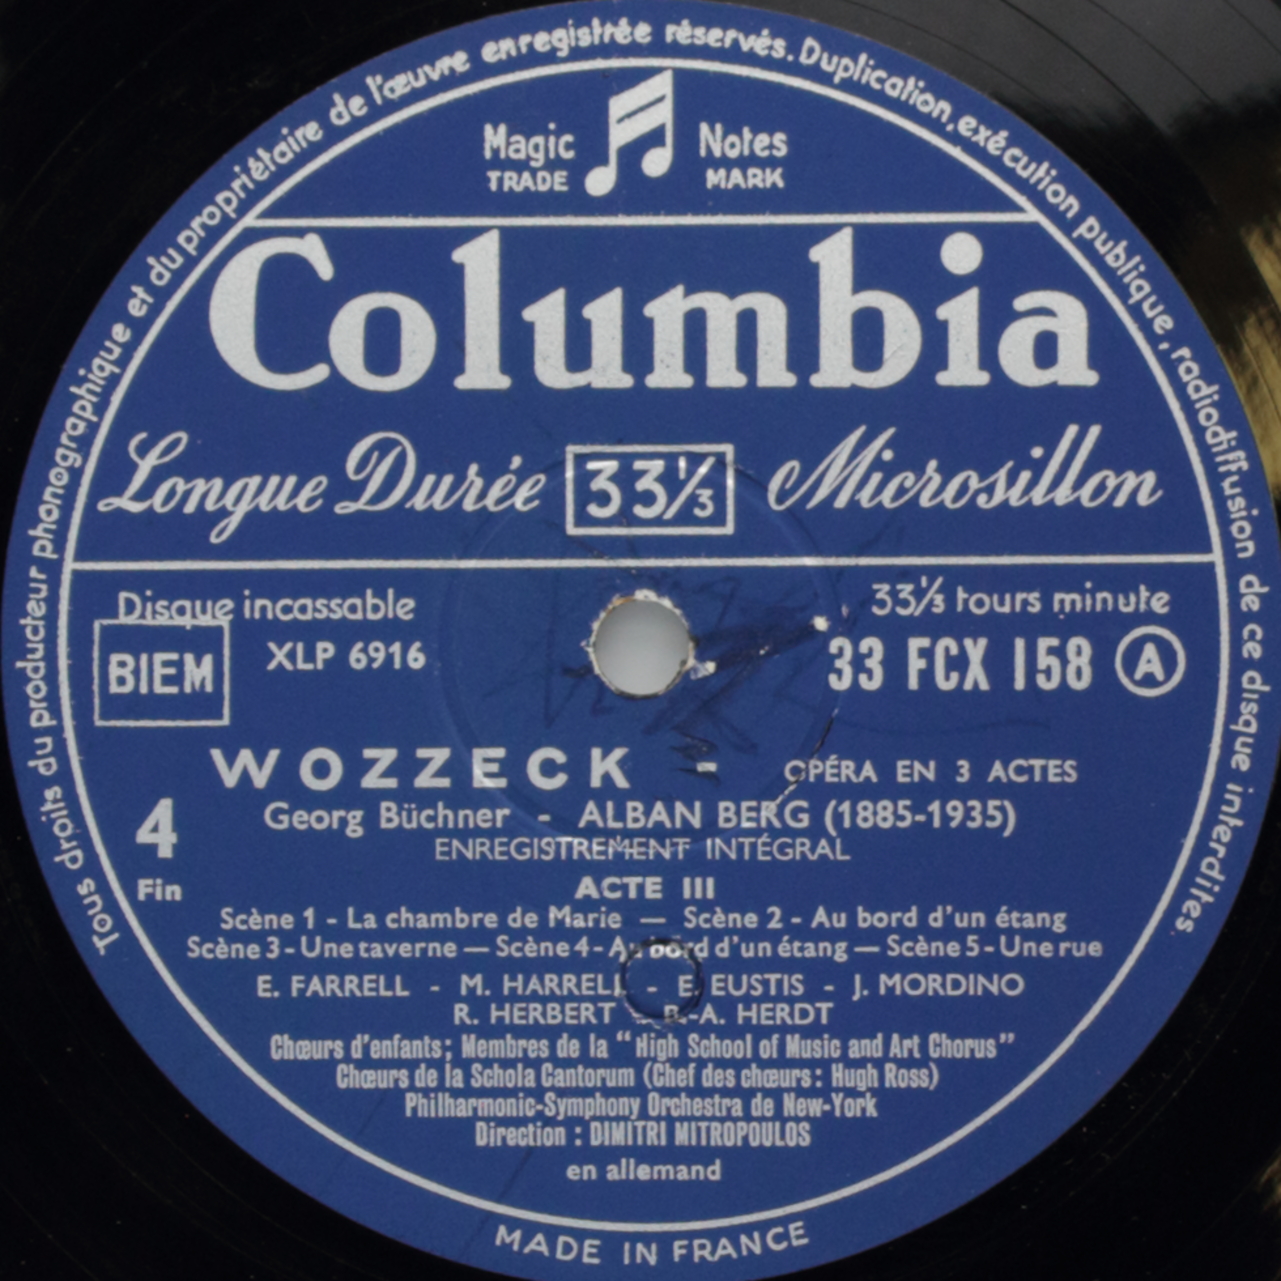 Tous droits du producteur phonographique et du propriétaire de l'œuvre enregistrée réservés. Duplication, exécution publique, radiodiffusion de ce disque interdites.
Magic Notes
TRADE MARK
Columbia
Longue Durée 33⅓ Microsillon
Disque incassable 33⅓ tours minute
BIEM XLP 6916 33 FCX 158 A
WOZZECK - OPÉRA EN 3 ACTES
4 Georg Büchner - ALBAN BERG (1885-1935)
ENREGISTREMENT INTÉGRAL
Fin ACTE III
Scène 1 - La chambre de Marie — Scène 2 - Au bord d'un étang
Scène 3 - Une taverne — Scène 4 - Au bord d'un étang — Scène 5 - Une rue
E. FARRELL - M. HARRELL - E. EUSTIS - J. MORDINO
R. HERBERT - A. HERDT
Chœurs d'enfants; Membres de la "High School of Music and Art Chorus"
Chœurs de la Schola Cantorum (Chef des chœurs : Hugh Ross)
Philharmonic-Symphony Orchestra de New-York
Direction : DIMITRI MITROPOULOS
en allemand
MADE IN FRANCE